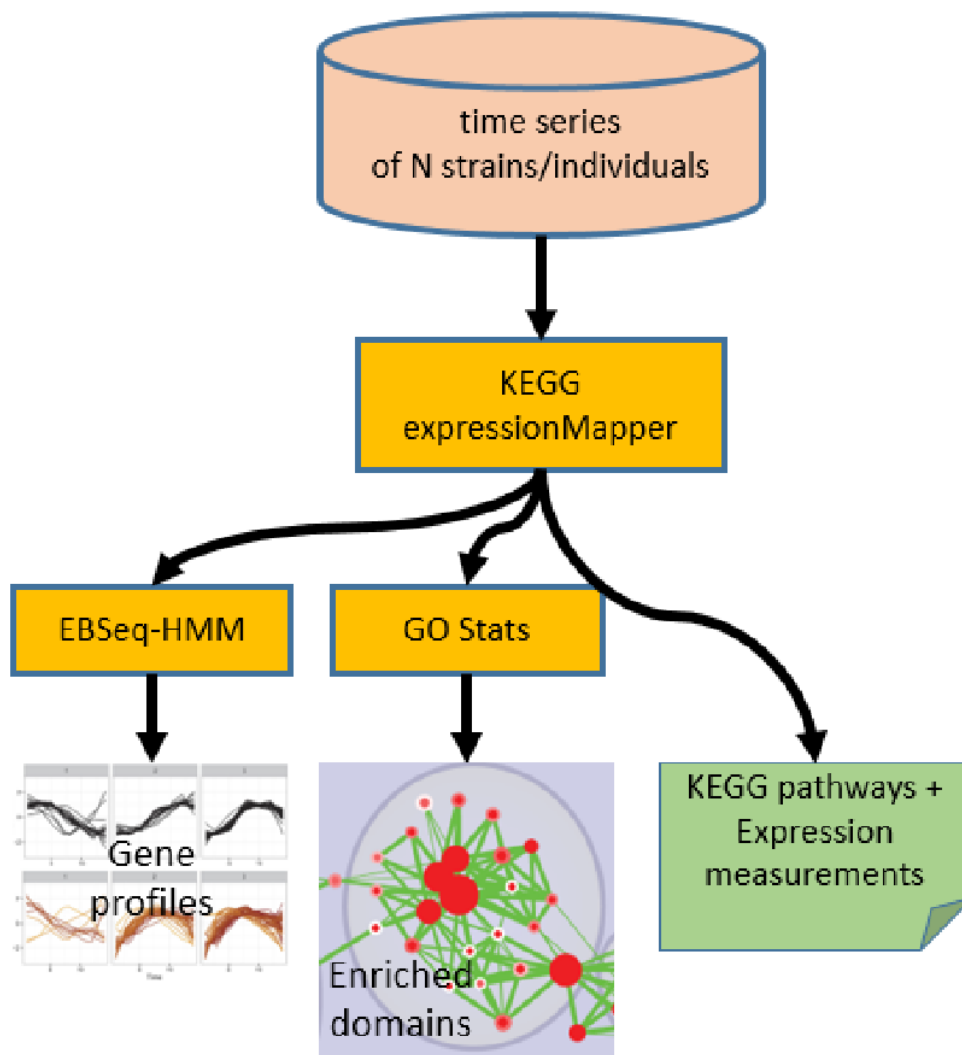 time series
of N strains/individuals
KEGG
expressionMapper
EBSeq-HMM
GO Stats
Gene
profiles
Time
Enriched
domains
KEGG pathways +
Expression
measurements